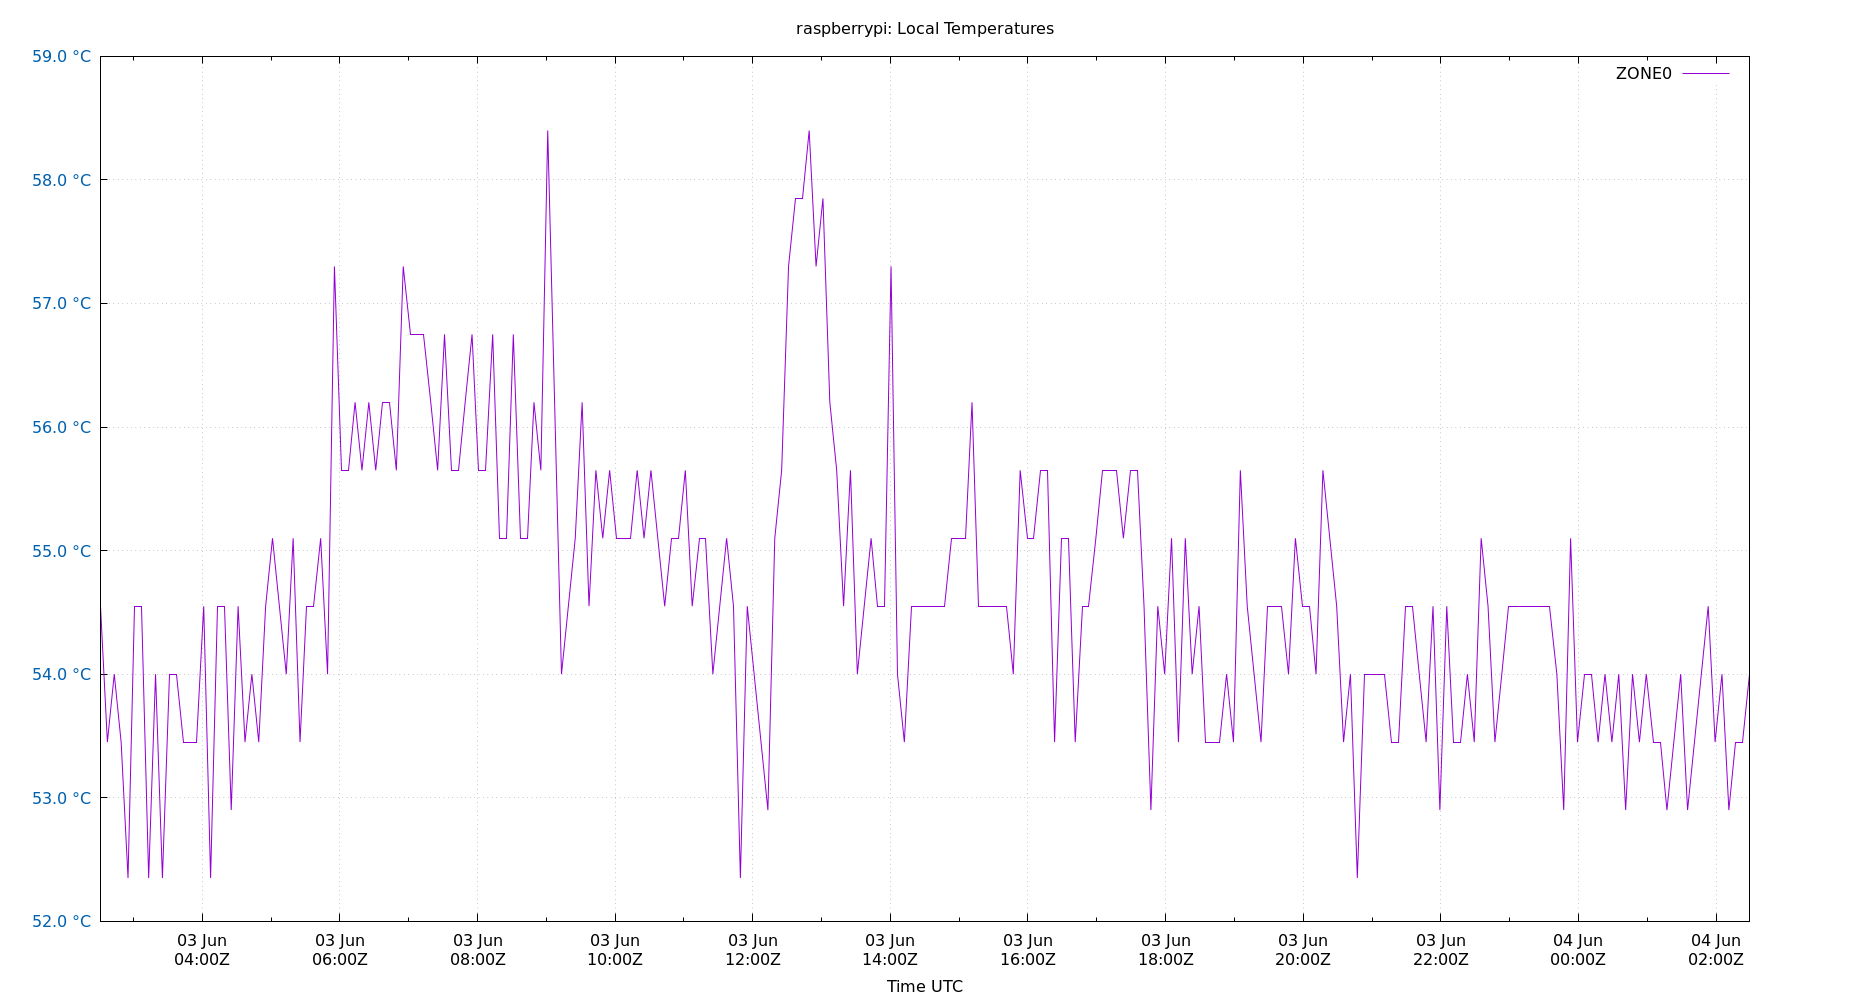 raspberrypi: Local Temperatures
59.0 °C
ZONE0
58.0 °C
57.0 °C
56.0 °C
55.0 °C
54.0 °C
53.0 °C
52.0 °C
03 Jun 03 Jun 03 Jun 03 Jun 03 Jun 03 Jun 03 Jun 03 Jun 03 Jun 03 Jun 04 Jun 04 Jun
04:00Z 06:00Z 08:00Z 10:00Z 12:00Z 14:00Z 16:00Z 18:00Z 20:00Z 22:00Z 00:00Z 02:00Z
Time UTC